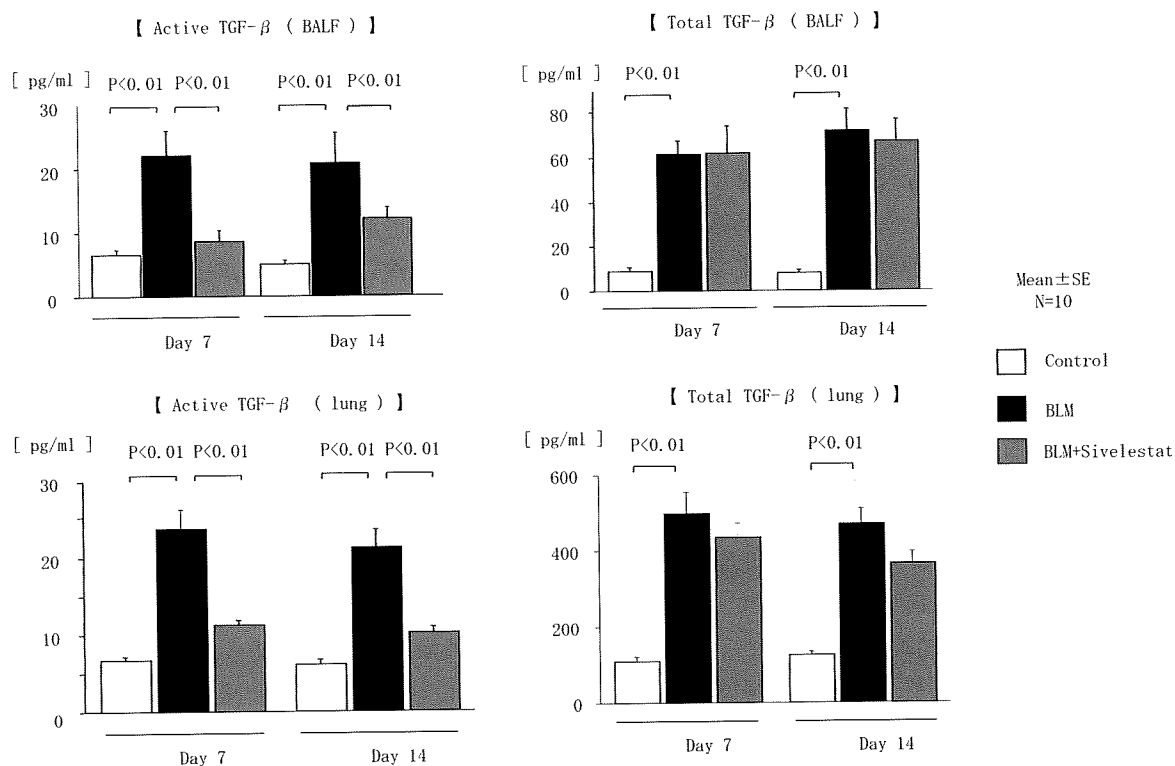 【 Active TGF-β ( BALF ) 】
[ pg/ml ]
P<0.01 P<0.01 P<0.01 P<0.01
30
20
10
0
Day 7 Day 14
【 Total TGF-β ( BALF ) 】
[ pg/ml ]
P<0.01 P<0.01
80
60
40
20
0
Day 7 Day 14
Mean±SE
N=10
Control
BLM
BLM+Sivelestat
【 Active TGF-β ( lung ) 】
[ pg/ml ]
P<0.01 P<0.01 P<0.01 P<0.01
30
20
10
0
Day 7 Day 14
【 Total TGF-β ( lung ) 】
[ pg/ml ]
P<0.01 P<0.01
600
400
200
0
Day 7 Day 14